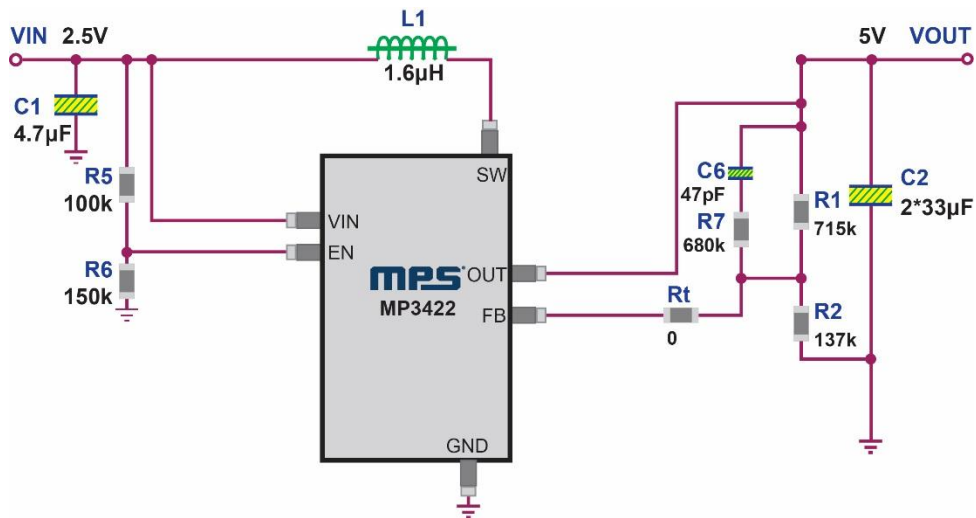 VIN 2.5V
L1
1.6µH
5V VOUT
C1
4.7µF
SW
C6
47pF
R1
715k
C2
2*33µF
R5
100k
R7
680k
VIN
EN
R6
150k
MPS
MP3422
OUT
FB
Rt
0
R2
137k
GND